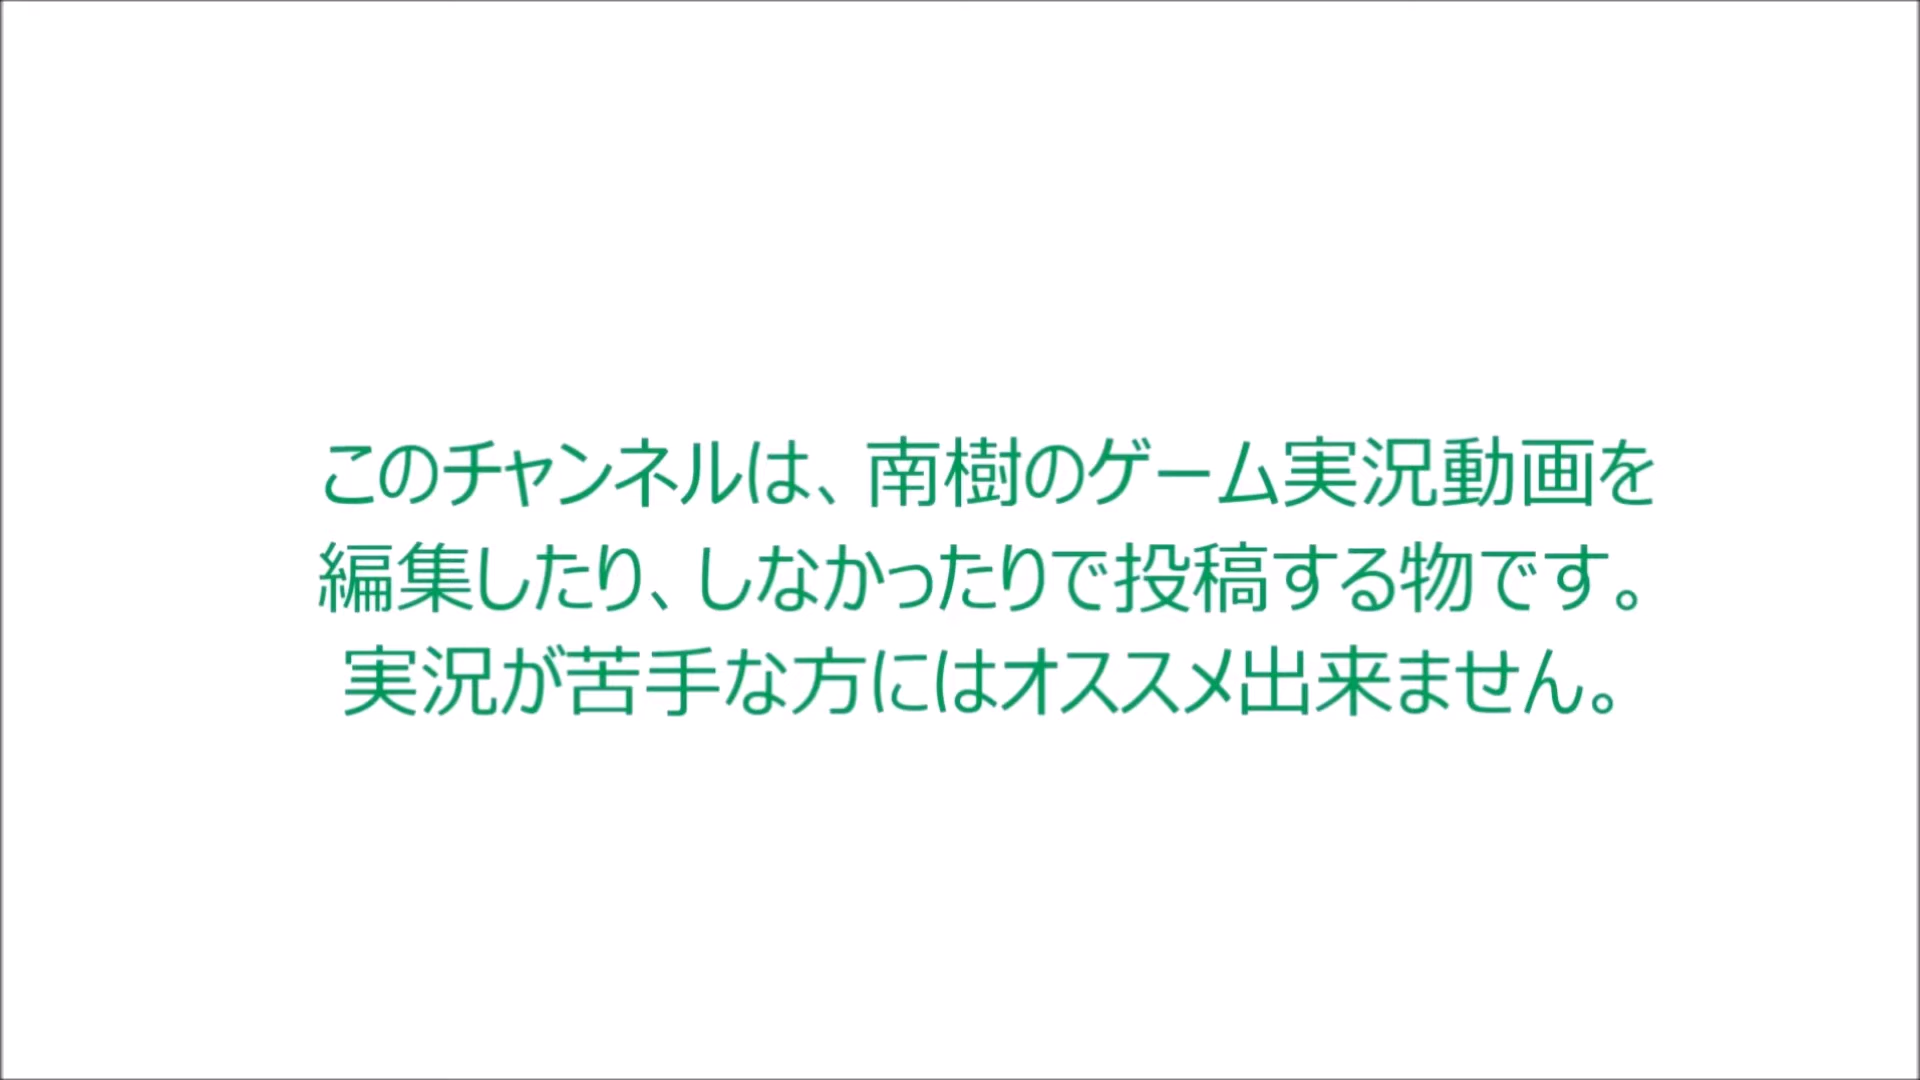 このチャンネルは、南樹のゲーム実況動画を
編集したり、しなかったりで投稿する物です。
実況が苦手な方にはオススメ出来ません。